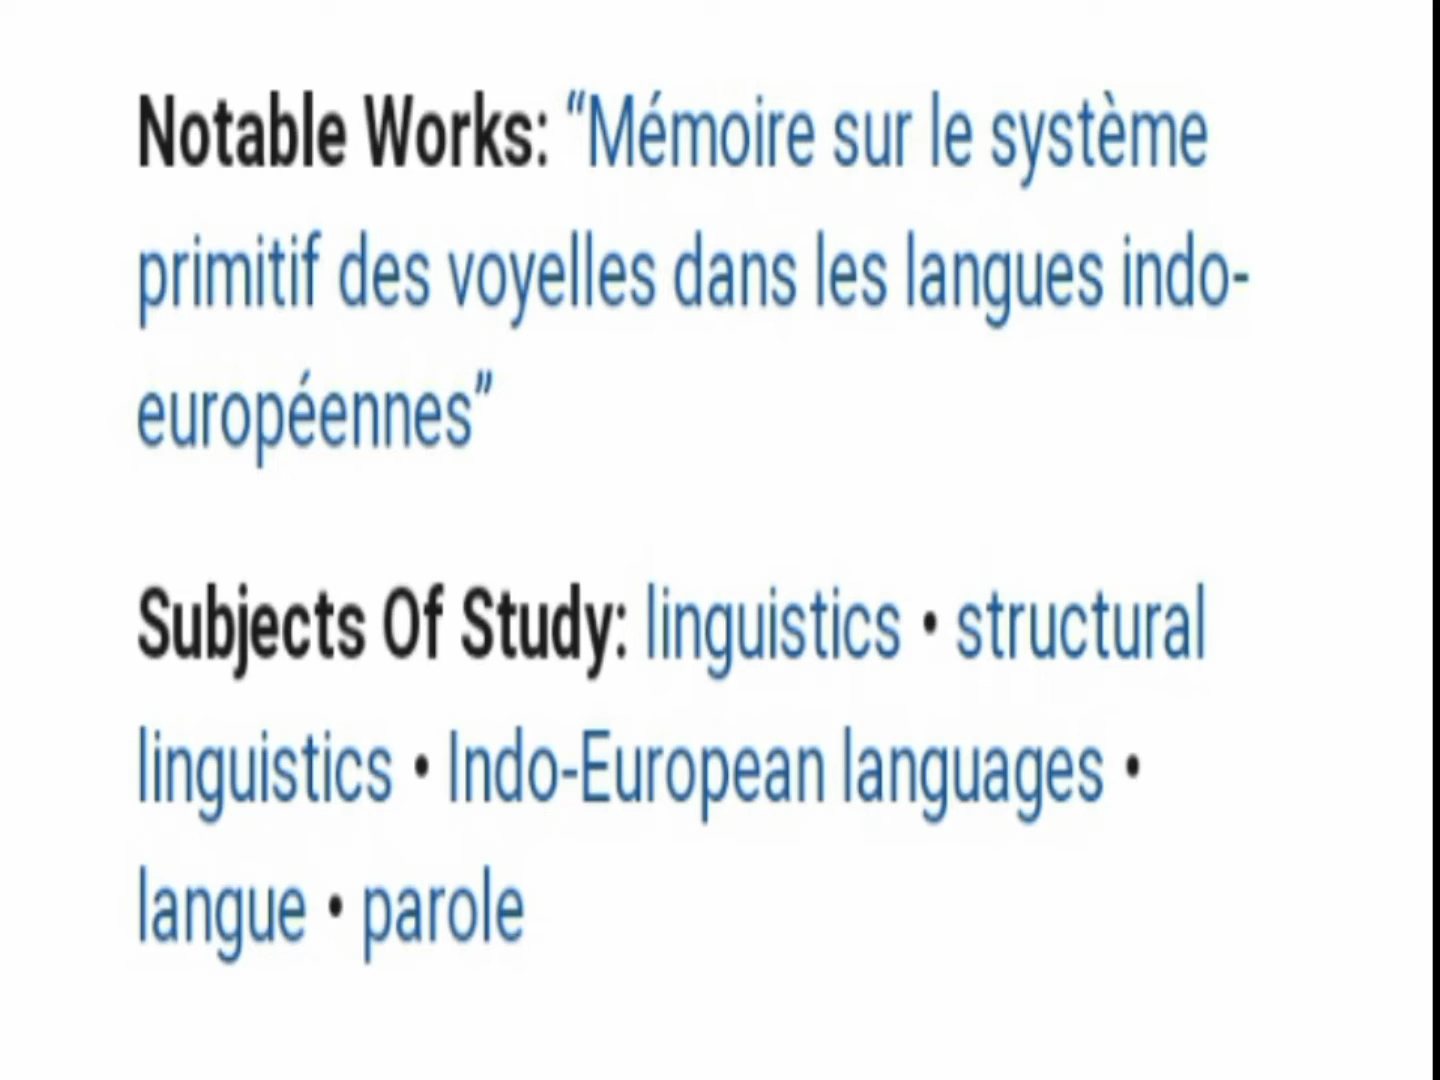 Notable Works: “Mémoire sur le système
primitif des voyelles dans les langues indo-
européennes”
Subjects Of Study: linguistics • structural
linguistics • Indo-European languages •
langue • parole